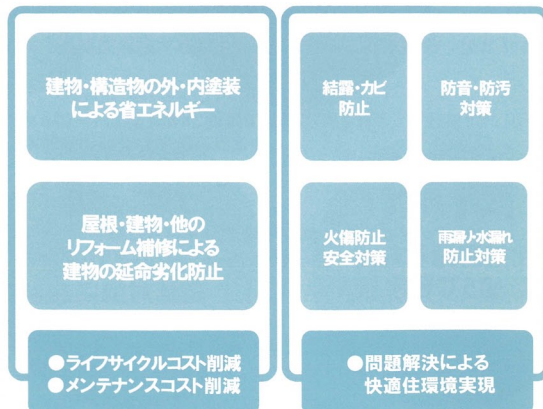 建物・構造物の外・内塗装
による省エネルギー
屋根・建物・他の
リフォーム補修による
建物の延命劣化防止
●ライフサイクルコスト削減
●メンテナンスコスト削減
結露・カビ
防止
防音・防汚
対策
火傷防止
安全対策
雨漏り・水漏れ
防止対策
●問題解決による
快適住環境実現